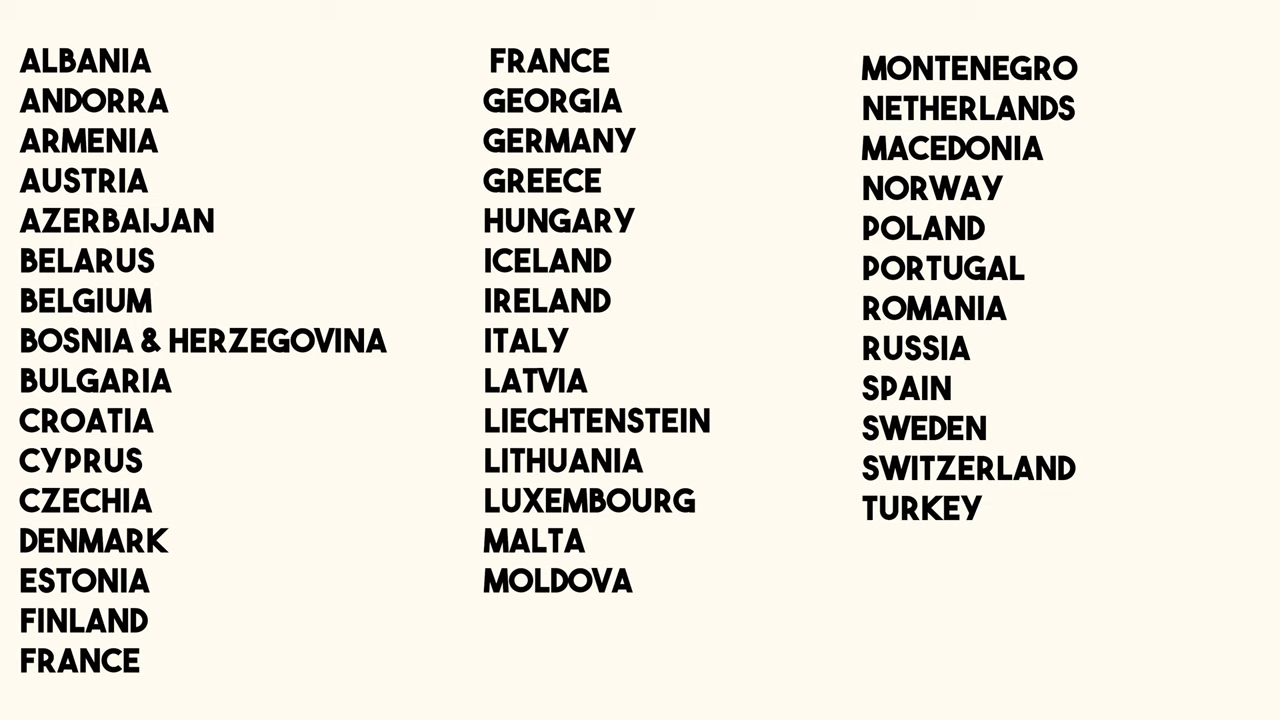 ALBANIA
ANDORRA
ARMENIA
AUSTRIA
AZERBAIJAN
BELARUS
BELGIUM
BOSNIA & HERZEGOVINA
BULGARIA
CROATIA
CYPRUS
CZECHIA
DENMARK
ESTONIA
FINLAND
FRANCE
FRANCE
GEORGIA
GERMANY
GREECE
HUNGARY
ICELAND
IRELAND
ITALY
LATVIA
LIECHTENSTEIN
LITHUANIA
LUXEMBOURG
MALTA
MOLDOVA
MONTENEGRO
NETHERLANDS
MACEDONIA
NORWAY
POLAND
PORTUGAL
ROMANIA
RUSSIA
SPAIN
SWEDEN
SWITZERLAND
TURKEY